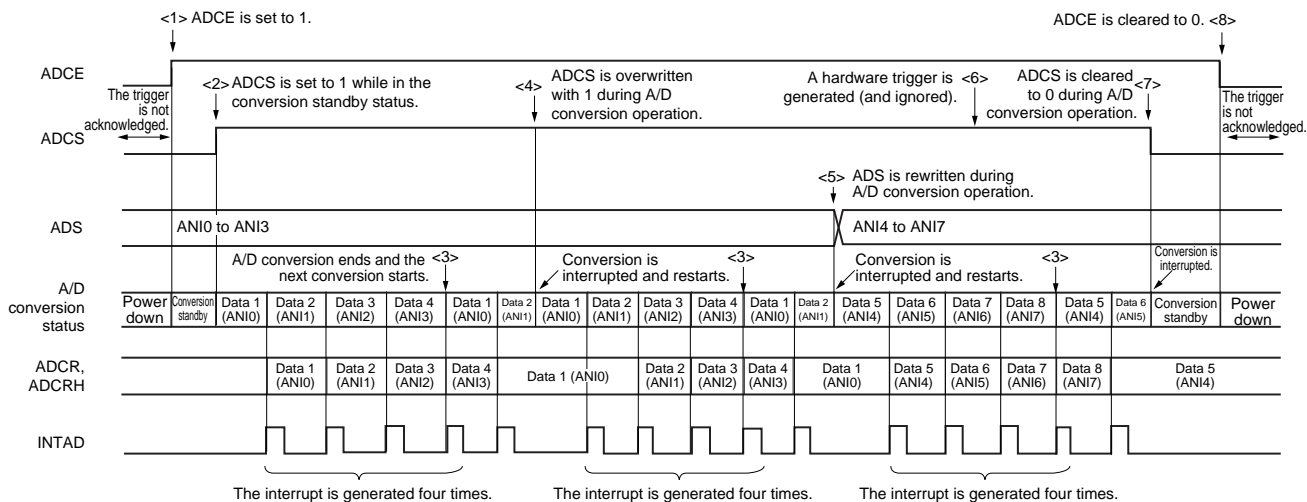 <1> ADCE is set to 1.
ADCE is cleared to 0. <8>
ADCE
The trigger
is not
acknowledged.
<2> ADCS is set to 1 while in the
conversion standby status.
<4> ADCS is overwritten
with 1 during A/D
conversion operation.
A hardware trigger is <6>
generated (and ignored).
ADCS is cleared <7>
to 0 during A/D
conversion operation.
The trigger
is not
acknowledged.
ADCS
<5> ADS is rewritten during
A/D conversion operation.
ADS
ANI0 to ANI3
ANI4 to ANI7
A/D conversion ends and the <3>
next conversion starts.
Conversion is
interrupted and restarts.
<3>
Conversion is
interrupted and restarts.
<3>
Conversion is
interrupted.
A/D
conversion
status
Power
down
Conversion
standby
Data 1
(ANI0)
Data 2
(ANI1)
Data 3
(ANI2)
Data 4
(ANI3)
Data 1
(ANI0)
Data 2
(ANI1)
Data 1
(ANI0)
Data 2
(ANI1)
Data 3
(ANI2)
Data 4
(ANI3)
Data 1
(ANI0)
Data 2
(ANI1)
Data 5
(ANI4)
Data 6
(ANI5)
Data 7
(ANI6)
Data 8
(ANI7)
Data 5
(ANI4)
Data 6
(ANI5)
Conversion
standby
Power
down
ADCR,
ADCRH
Data 1
(ANI0)
Data 2
(ANI1)
Data 3
(ANI2)
Data 4
(ANI3)
Data 1 (ANI0)
Data 2
(ANI1)
Data 3
(ANI2)
Data 4
(ANI3)
Data 1
(ANI0)
Data 5
(ANI4)
Data 6
(ANI5)
Data 7
(ANI6)
Data 8
(ANI7)
Data 5
(ANI4)
INTAD
The interrupt is generated four times.
The interrupt is generated four times.
The interrupt is generated four times.